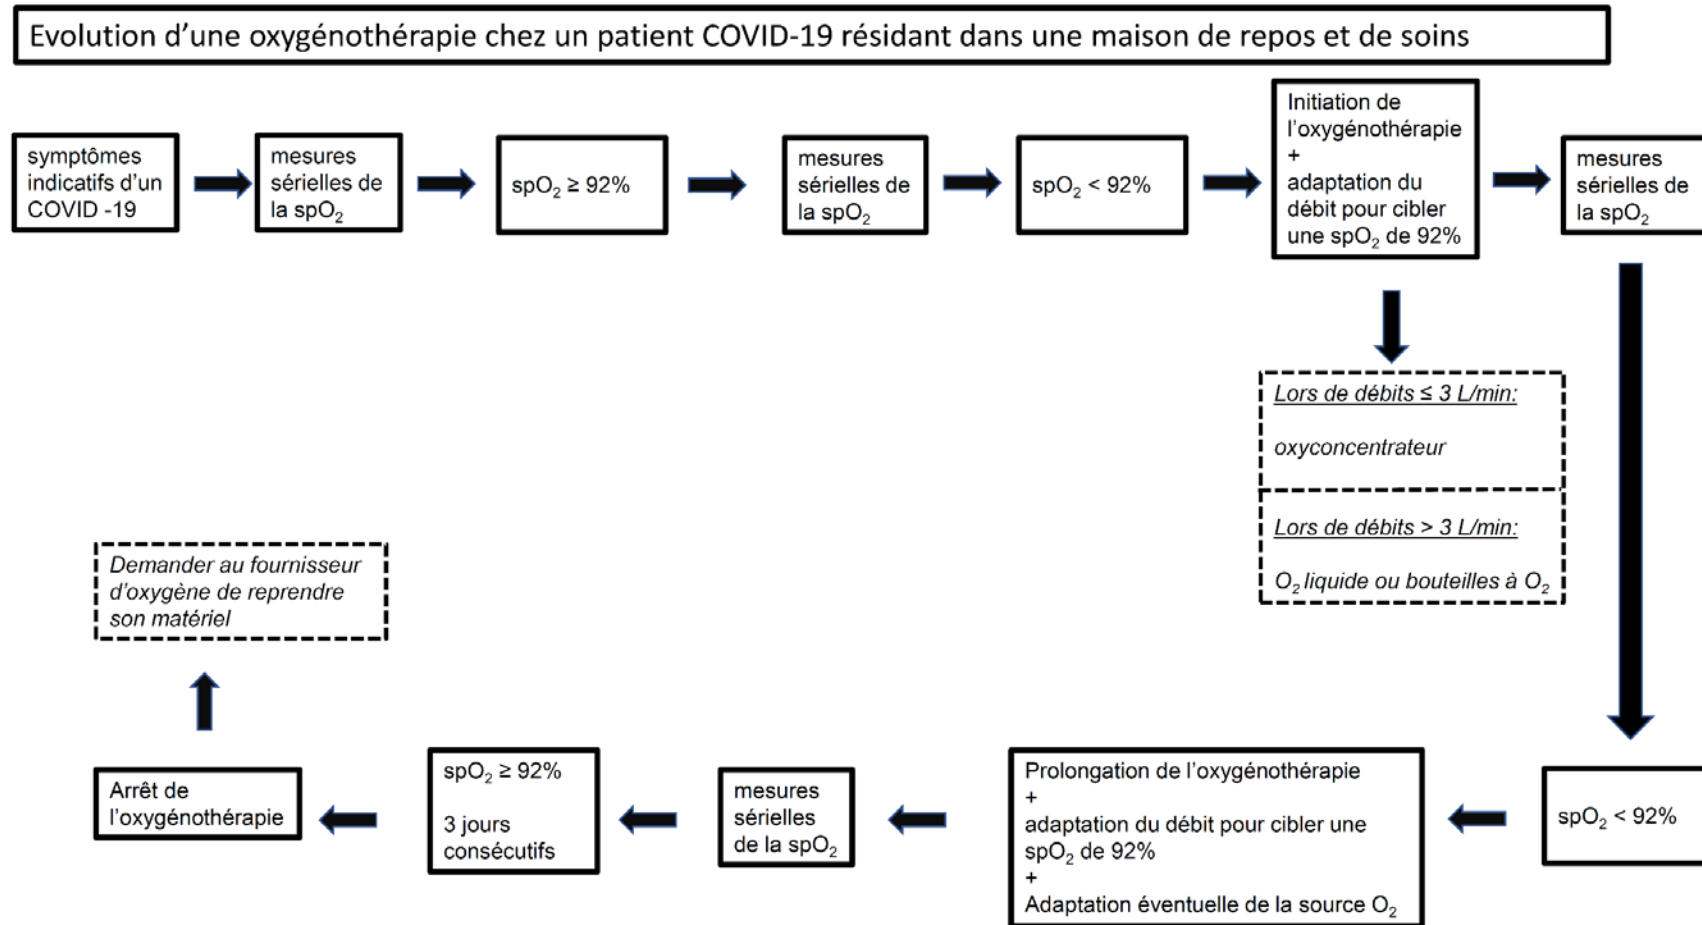 Evolution d’une oxygénothérapie chez un patient COVID-19 résidant dans une maison de repos et de soins
symptômes
indicatifs d’un
COVID -19
mesures
sérielles de
la spO₂
spO₂ ≥ 92%
mesures
sérielles de
la spO₂
spO₂ < 92%
Initiation de
l’oxygénothérapie
+
adaptation du
débit pour cibler
une spO₂ de 92%
mesures
sérielles de
la spO₂
Lors de débits ≤ 3 L/min:
oxyconcentrateur
Lors de débits > 3 L/min:
O₂ liquide ou bouteilles à O₂
spO₂ < 92%
Prolongation de l’oxygénothérapie
+
adaptation du débit pour cibler une
spO₂ de 92%
+
Adaptation éventuelle de la source O₂
mesures
sérielles
de la spO₂
spO₂ ≥ 92%
3 jours
consécutifs
Arrêt de
l’oxygénothérapie
Demander au fournisseur
d’oxygène de reprendre
son matériel